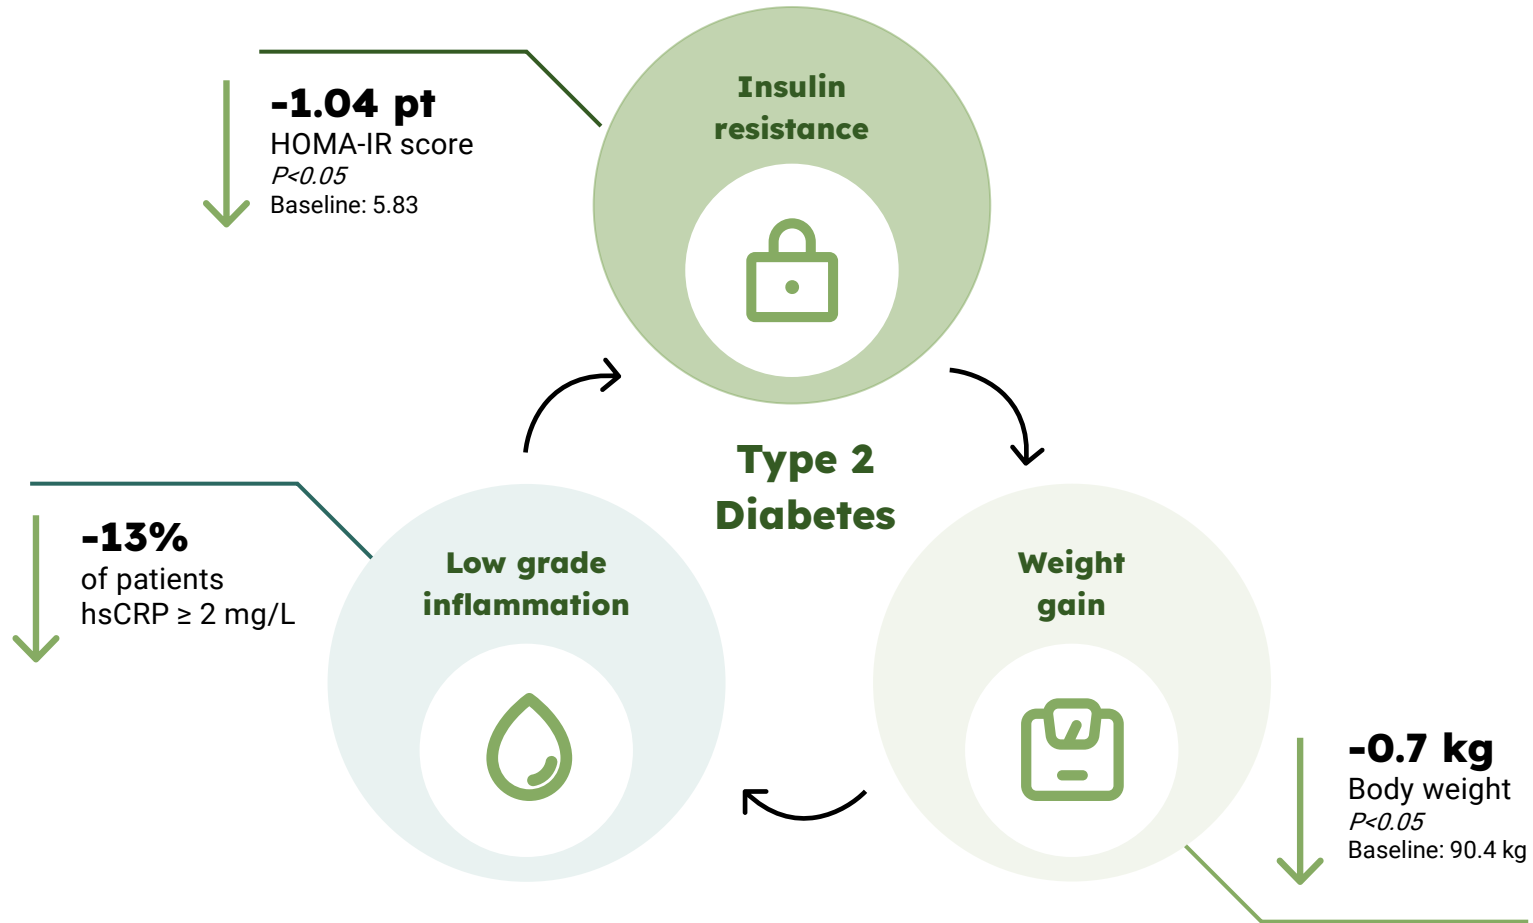 Insulin
resistance
-1.04 pt
HOMA-IR score
P<0.05
Baseline: 5.83
Type 2
Diabetes
-13%
of patients
hsCRP ≥ 2 mg/L
Low grade
inflammation
Weight
gain
-0.7 kg
Body weight
P<0.05
Baseline: 90.4 kg